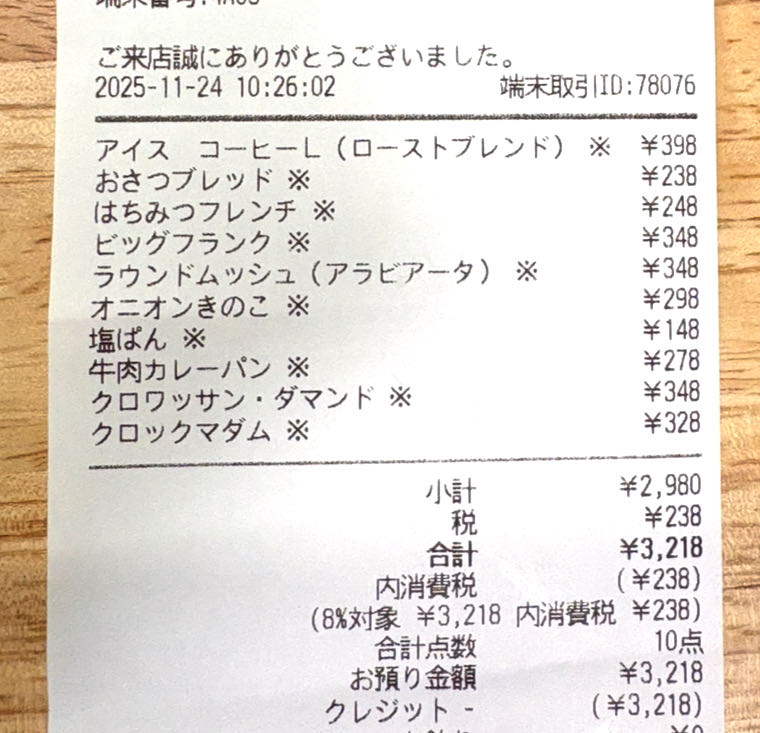 ご来店誠にありがとうございました。
2025-11-24 10:26:02 端末取引ID:78076
アイス コーヒーL(ローストブレンド) ※ ¥398
おさつブレッド ※ ¥238
はちみつフレンチ ※ ¥248
ビッグフランク ※ ¥348
ラウンドムッシュ(アラビアータ) ※ ¥348
オニオンきのこ ※ ¥298
塩ぱん ※ ¥148
牛肉カレーパン ※ ¥278
クロワッサン・ダマンド ※ ¥348
クロックマダム ※ ¥328
小計 ¥2,980
税 ¥238
合計 ¥3,218
内消費税 (¥238)
(8%対象 ¥3,218 内消費税 ¥238)
合計点数 10点
お預り金額 ¥3,218
クレジット - (¥3,218)